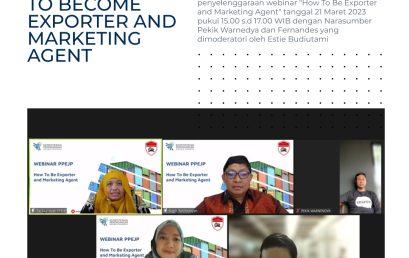 TO BECOME
EXPORTER AND
MARKETING
AGENT
penyelenggaraan webinar "How To Be Exporter
and Marketing Agent" tanggal 21 Maret 2023
pukul 15.00 s.d 17.00 WIB dengan Narasumber
Pekik Warnedya dan Fernandes yang
dimoderatori oleh Estie Budiutami
WEBINAR PPEJP
How To Be Exporter
and Marketing Agent
WEBINAR PPEJP
How To Be Exporter
and Marketing Agent
PEKIK WARNEDYA
WEBINAR PPEJP
How To Be Exporter
and Marketing Agent